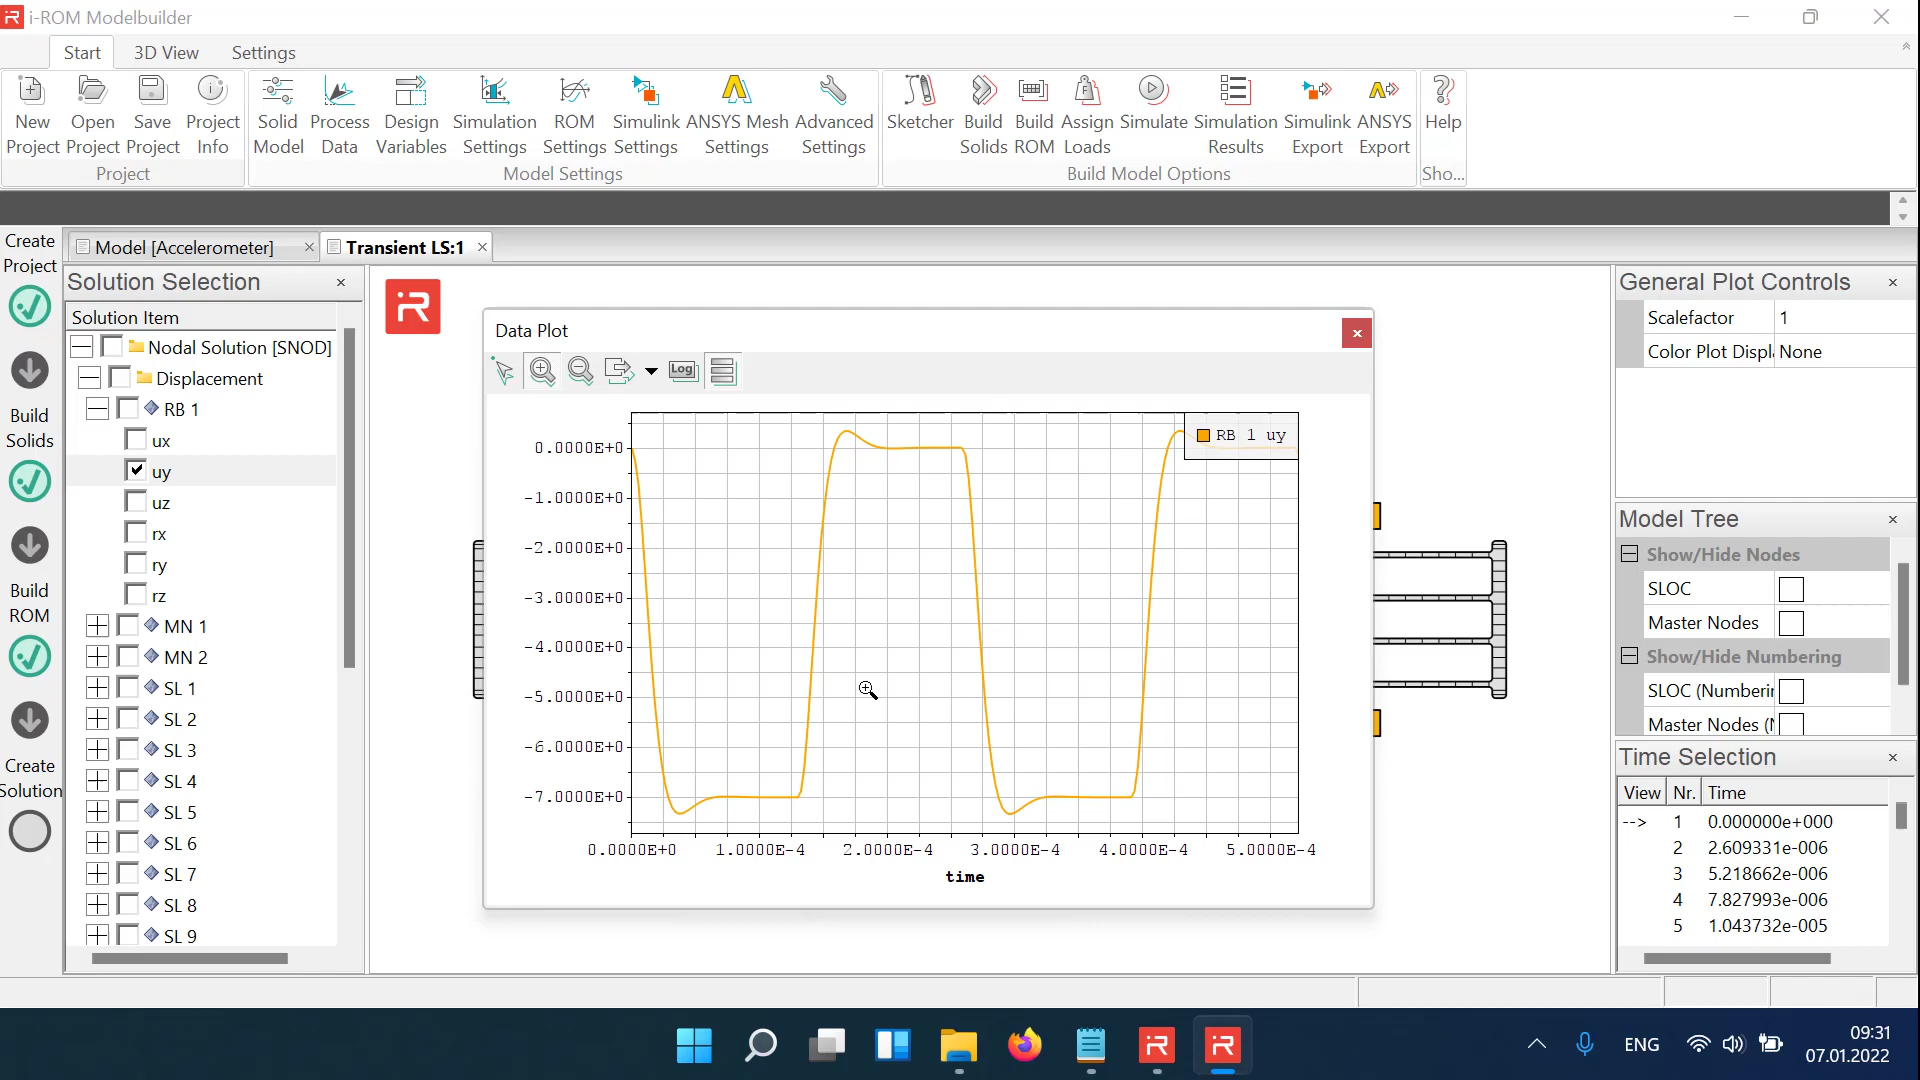 i-ROM Modelbuilder
Start 3D View Settings
New Project
Open Project
Save Project
Project Info
Project
Solid Model
Process Data
Design Variables
Simulation Settings
ROM Settings
Simulink Settings
ANSYS Mesh Settings
Advanced Settings
Model Settings
Sketcher
Build Solids
Build ROM
Assign Loads
Simulate
Simulation Results
Simulink Export
ANSYS Export
Build Model Options
Help
Sho...
Create Project
Build Solids
Build ROM
Create Solution
Model [Accelerometer]
Transient LS:1
Solution Selection
Solution Item
Nodal Solution [SNOD]
Displacement
RB 1
ux
uy
uz
rx
ry
rz
MN 1
MN 2
SL 1
SL 2
SL 3
SL 4
SL 5
SL 6
SL 7
SL 8
SL 9
Data Plot
Log
RB 1 uy
0.0000E+0
-1.0000E+0
-2.0000E+0
-3.0000E+0
-4.0000E+0
-5.0000E+0
-6.0000E+0
-7.0000E+0
0.0000E+0 1.0000E-4 2.0000E-4 3.0000E-4 4.0000E-4 5.0000E-4
time
General Plot Controls
Scalefactor 1
Color Plot Displ None
Model Tree
Show/Hide Nodes
SLOC
Master Nodes
Show/Hide Numbering
SLOC (Numberir
Master Nodes (N
Time Selection
View Nr. Time
--> 1 0.000000e+000
2 2.609331e-006
3 5.218662e-006
4 7.827993e-006
5 1.043732e-005
ENG
09:31
07.01.2022